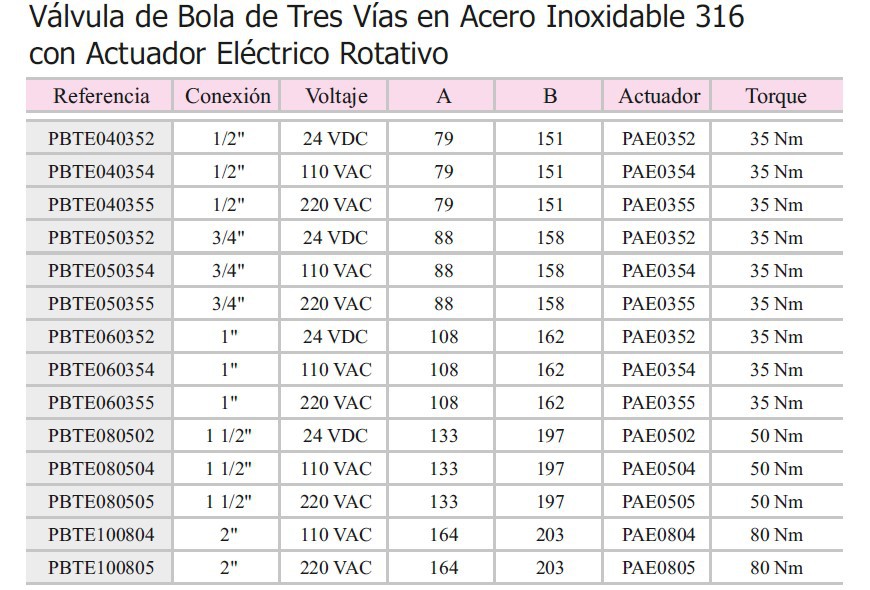 Válvula de Bola de Tres Vías en Acero Inoxidable 316
con Actuador Eléctrico Rotativo
Referencia Conexión Voltaje A B Actuador Torque
PBTE040352 1/2" 24 VDC 79 151 PAE0352 35 Nm
PBTE040354 1/2" 110 VAC 79 151 PAE0354 35 Nm
PBTE040355 1/2" 220 VAC 79 151 PAE0355 35 Nm
PBTE050352 3/4" 24 VDC 88 158 PAE0352 35 Nm
PBTE050354 3/4" 110 VAC 88 158 PAE0354 35 Nm
PBTE050355 3/4" 220 VAC 88 158 PAE0355 35 Nm
PBTE060352 1" 24 VDC 108 162 PAE0352 35 Nm
PBTE060354 1" 110 VAC 108 162 PAE0354 35 Nm
PBTE060355 1" 220 VAC 108 162 PAE0355 35 Nm
PBTE080502 1 1/2" 24 VDC 133 197 PAE0502 50 Nm
PBTE080504 1 1/2" 110 VAC 133 197 PAE0504 50 Nm
PBTE080505 1 1/2" 220 VAC 133 197 PAE0505 50 Nm
PBTE100804 2" 110 VAC 164 203 PAE0804 80 Nm
PBTE100805 2" 220 VAC 164 203 PAE0805 80 Nm